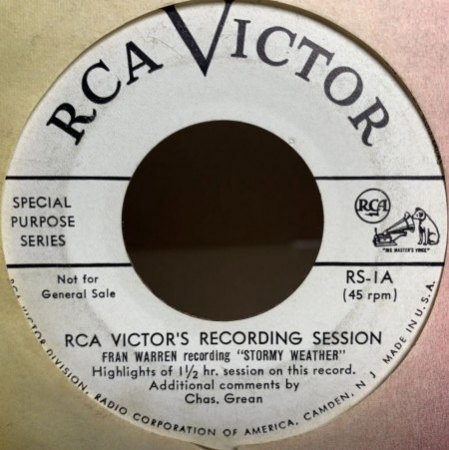 RCA VICTOR
SPECIAL
PURPOSE
SERIES
RCA
"HIS MASTER'S VOICE"
Not for
General Sale
RS-1A
(45 rpm)
RCA VICTOR'S RECORDING SESSION
FRAN WARREN recording "STORMY WEATHER"
Highlights of 1½ hr. session on this record.
Additional comments by
Chas. Grean
RCA VICTOR DIVISION, RADIO CORPORATION OF AMERICA, CAMDEN, N. J. MADE IN U.S.A.